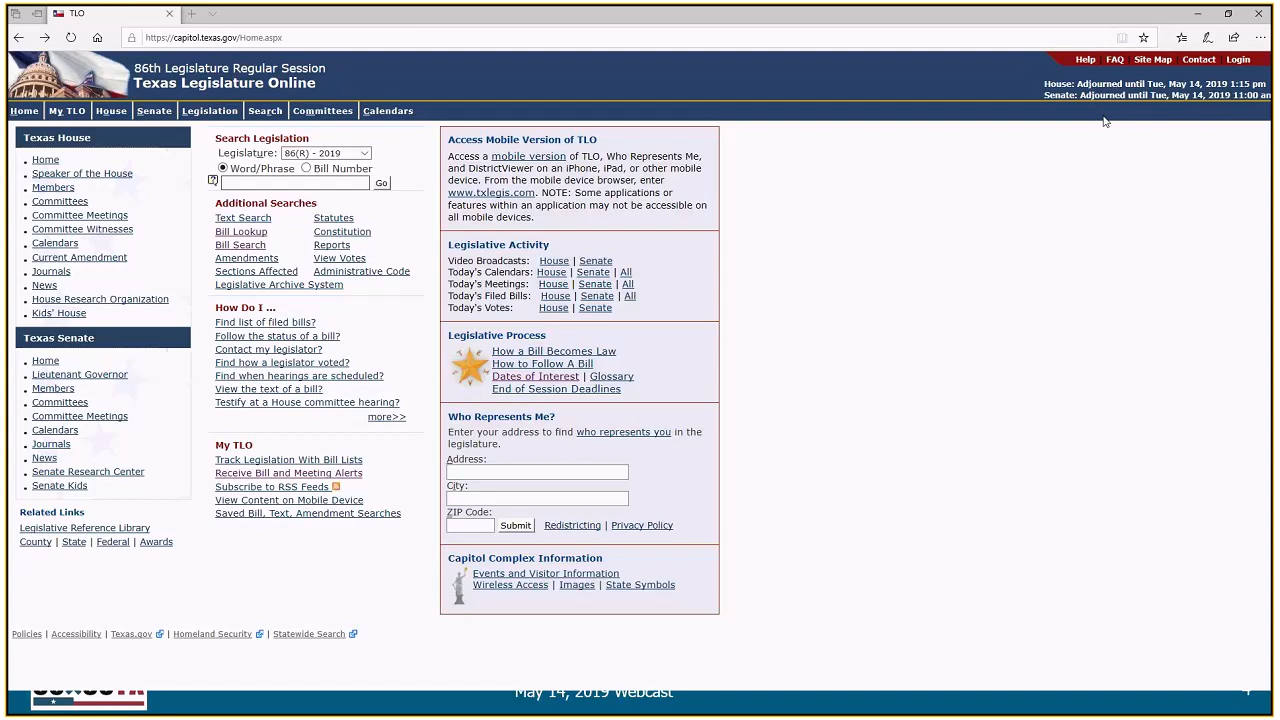 TLO
https://capitol.texas.gov/Home.aspx
86th Legislature Regular Session
Texas Legislature Online
Help FAQ Site Map Contact Login
House: Adjourned until Tue, May 14, 2019 1:15 pm
Senate: Adjourned until Tue, May 14, 2019 11:00 am
Home My TLO House Senate Legislation Search Committees Calendars
Texas House
Home
Speaker of the House
Members
Committees
Committee Meetings
Committee Witnesses
Calendars
Current Amendment
Journals
News
House Research Organization
Kids' House
Texas Senate
Home
Lieutenant Governor
Members
Committees
Committee Meetings
Calendars
Journals
News
Senate Research Center
Senate Kids
Related Links
Legislative Reference Library
County | State | Federal | Awards
Search Legislation
Legislature: 86(R) - 2019
Word/Phrase Bill Number
? Go
Additional Searches
Text Search Statutes
Bill Lookup Constitution
Bill Search Reports
Amendments View Votes
Sections Affected Administrative Code
Legislative Archive System
How Do I ...
Find list of filed bills?
Follow the status of a bill?
Contact my legislator?
Find how a legislator voted?
Find when hearings are scheduled?
View the text of a bill?
Testify at a House committee hearing?
more>>
My TLO
Track Legislation With Bill Lists
Receive Bill and Meeting Alerts
Subscribe to RSS Feeds
View Content on Mobile Device
Saved Bill, Text, Amendment Searches
Access Mobile Version of TLO
Access a mobile version of TLO, Who Represents Me,
and DistrictViewer on an iPhone, iPad, or other mobile
device. From the mobile device browser, enter
www.txlegis.com. NOTE: Some applications or
features within an application may not be accessible on
all mobile devices.
Legislative Activity
Video Broadcasts: House | Senate
Today's Calendars: House | Senate | All
Today's Meetings: House | Senate | All
Today's Filed Bills: House | Senate | All
Today's Votes: House | Senate
Legislative Process
How a Bill Becomes Law
How to Follow A Bill
Dates of Interest | Glossary
End of Session Deadlines
Who Represents Me?
Enter your address to find who represents you in the
legislature.
Address:
City:
ZIP Code:
Submit Redistricting | Privacy Policy
Capitol Complex Information
Events and Visitor Information
Wireless Access | Images | State Symbols
Policies | Accessibility | Texas.gov | Homeland Security | Statewide Search
May 14, 2019 Webcast